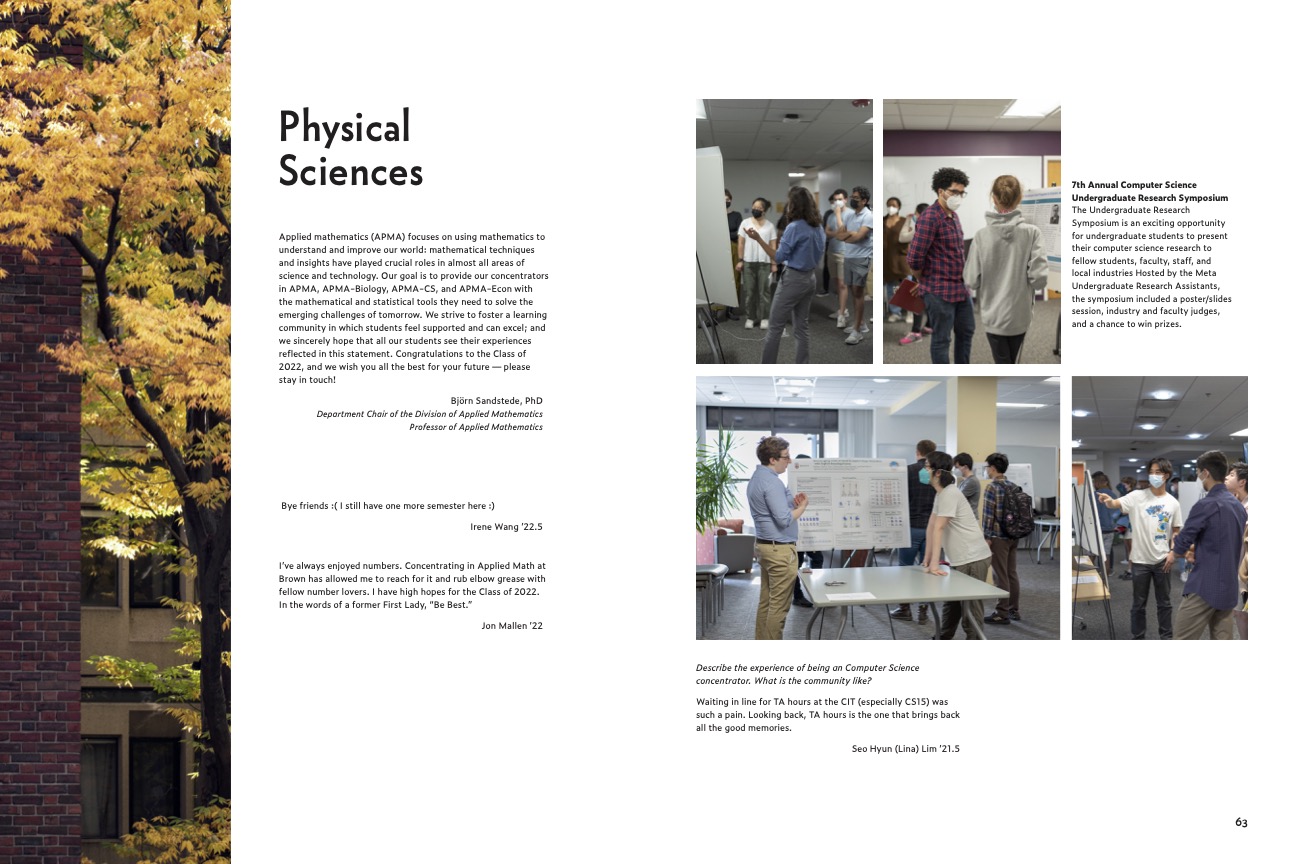 Physical
Sciences
Applied mathematics (APMA) focuses on using mathematics to
understand and improve our world: mathematical techniques
and insights have played crucial roles in almost all areas of
science and technology. Our goal is to provide our concentrators
in APMA, APMA-Biology, APMA-CS, and APMA-Econ with
the mathematical and statistical tools they need to solve the
emerging challenges of tomorrow. We strive to foster a learning
community in which students feel supported and can excel; and
we sincerely hope that all our students see their experiences
reflected in this statement. Congratulations to the Class of
2022, and we wish you all the best for your future — please
stay in touch!
Björn Sandstede, PhD
Department Chair of the Division of Applied Mathematics
Professor of Applied Mathematics
Bye friends :( I still have one more semester here :)
Irene Wang ’22.5
I’ve always enjoyed numbers. Concentrating in Applied Math at
Brown has allowed me to reach for it and rub elbow grease with
fellow number lovers. I have high hopes for the Class of 2022.
In the words of a former First Lady, “Be Best.”
Jon Mallen ’22
7th Annual Computer Science
Undergraduate Research Symposium
The Undergraduate Research
Symposium is an exciting opportunity
for undergraduate students to present
their computer science research to
fellow students, faculty, staff, and
local industries Hosted by the Meta
Undergraduate Research Assistants,
the symposium included a poster/slides
session, industry and faculty judges,
and a chance to win prizes.
Describe the experience of being an Computer Science
concentrator. What is the community like?
Waiting in line for TA hours at the CIT (especially CS15) was
such a pain. Looking back, TA hours is the one that brings back
all the good memories.
Seo Hyun (Lina) Lim ’21.5
63